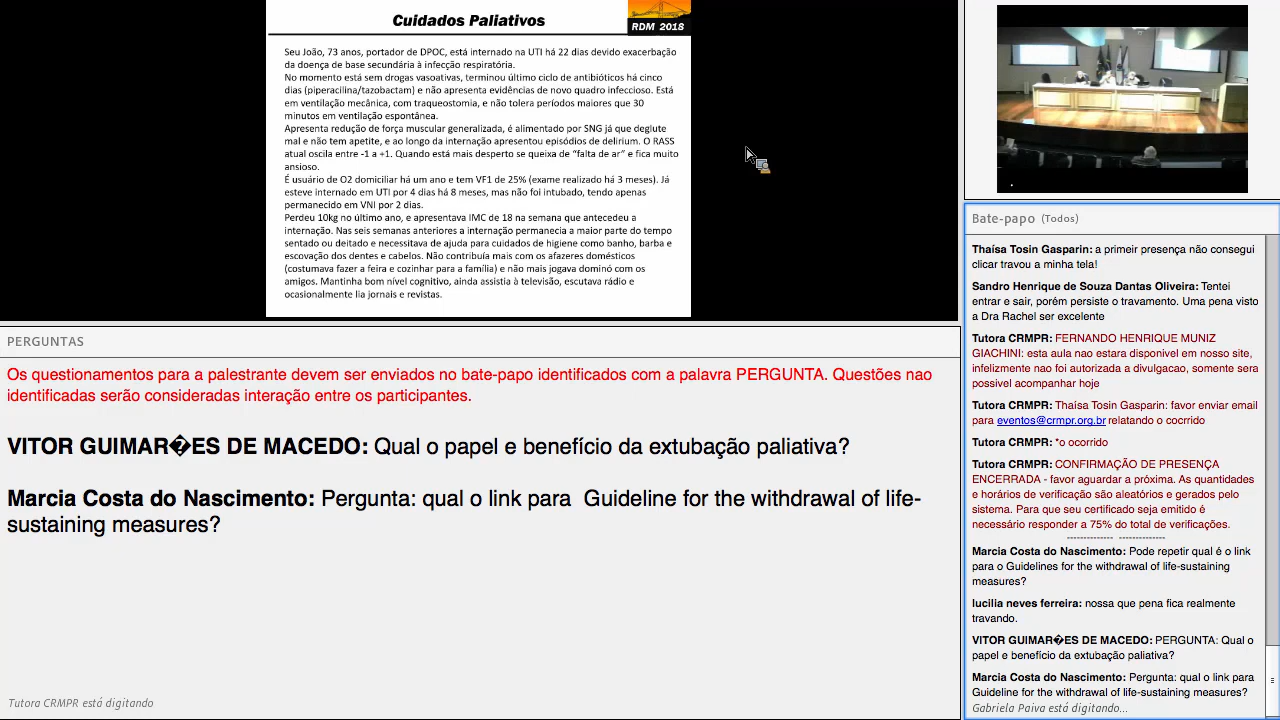 Cuidados Paliativos
RDM 2018
Seu João, 73 anos, portador de DPOC, está internado na UTI há 22 dias devido exacerbação
da doença de base secundária à infecção respiratória.
No momento está sem drogas vasoativas, terminou último ciclo de antibióticos há cinco
dias (piperacilina/tazobactam) e não apresenta evidências de novo quadro infeccioso. Está
em ventilação mecânica, com traqueostomia, e não tolera períodos maiores que 30
minutos em ventilação espontânea.
Apresenta redução de força muscular generalizada, é alimentado por SNG já que deglute
mal e não tem apetite, e ao longo da internação apresentou episódios de delirium. O RASS
atual oscila entre -1 a +1. Quando está mais desperto se queixa de "falta de ar" e fica muito
ansioso.
É usuário de O2 domiciliar há um ano e tem VF1 de 25% (exame realizado há 3 meses). Já
esteve internado em UTI por 4 dias há 8 meses, mas não foi intubado, tendo apenas
permanecido em VNI por 2 dias.
Perdeu 10kg no último ano, e apresentava IMC de 18 na semana que antecedeu a
internação. Nas seis semanas anteriores a internação permanecia a maior parte do tempo
sentado ou deitado e necessitava de ajuda para cuidados de higiene como banho, barba e
escovação dos dentes e cabelos. Não contribuía mais com os afazeres domésticos
(costumava fazer a feira e cozinhar para a família) e não mais jogava dominó com os
amigos. Mantinha bom nível cognitivo, ainda assistia à televisão, escutava rádio e
ocasionalmente lia jornais e revistas.
PERGUNTAS
Os questionamentos para a palestrante devem ser enviados no bate-papo identificados com a palavra PERGUNTA. Questões nao
identificadas serão consideradas interação entre os participantes.
VITOR GUIMAR�ES DE MACEDO: Qual o papel e benefício da extubação paliativa?
Marcia Costa do Nascimento: Pergunta: qual o link para  Guideline for the withdrawal of life-
sustaining measures?
Tutora CRMPR está digitando
Bate-papo (Todos)
Thaísa Tosin Gasparin: a primeir presença não consegui
clicar travou a minha tela!
Sandro Henrique de Souza Dantas Oliveira: Tentei
entrar e sair, porém persiste o travamento. Uma pena visto
a Dra Rachel ser excelente
Tutora CRMPR: FERNANDO HENRIQUE MUNIZ
GIACHINI: esta aula nao estara disponivel em nosso site,
infelizmente nao foi autorizada a divulgacao, somente sera
possivel acompanhar hoje
Tutora CRMPR: Thaísa Tosin Gasparin: favor enviar email
para eventos@crmpr.org.br relatando o cocrrido
Tutora CRMPR: *o ocorrido
Tutora CRMPR: CONFIRMAÇÃO DE PRESENÇA
ENCERRADA - favor aguardar a próxima. As quantidades
e horários de verificação são aleatórios e gerados pelo
sistema. Para que seu certificado seja emitido é
necessário responder a 75% do total de verificações.
-------------- --------------
Marcia Costa do Nascimento: Pode repetir qual é o link
para o Guidelines for the withdrawal of life-sustaining
measures?
lucilia neves ferreira: nossa que pena fica realmente
travando.
VITOR GUIMAR�ES DE MACEDO: PERGUNTA: Qual o
papel e benefício da extubação paliativa?
Marcia Costa do Nascimento: Pergunta: qual o link para
Guideline for the withdrawal of life-sustaining measures?
Gabriela Paiva está digitando...